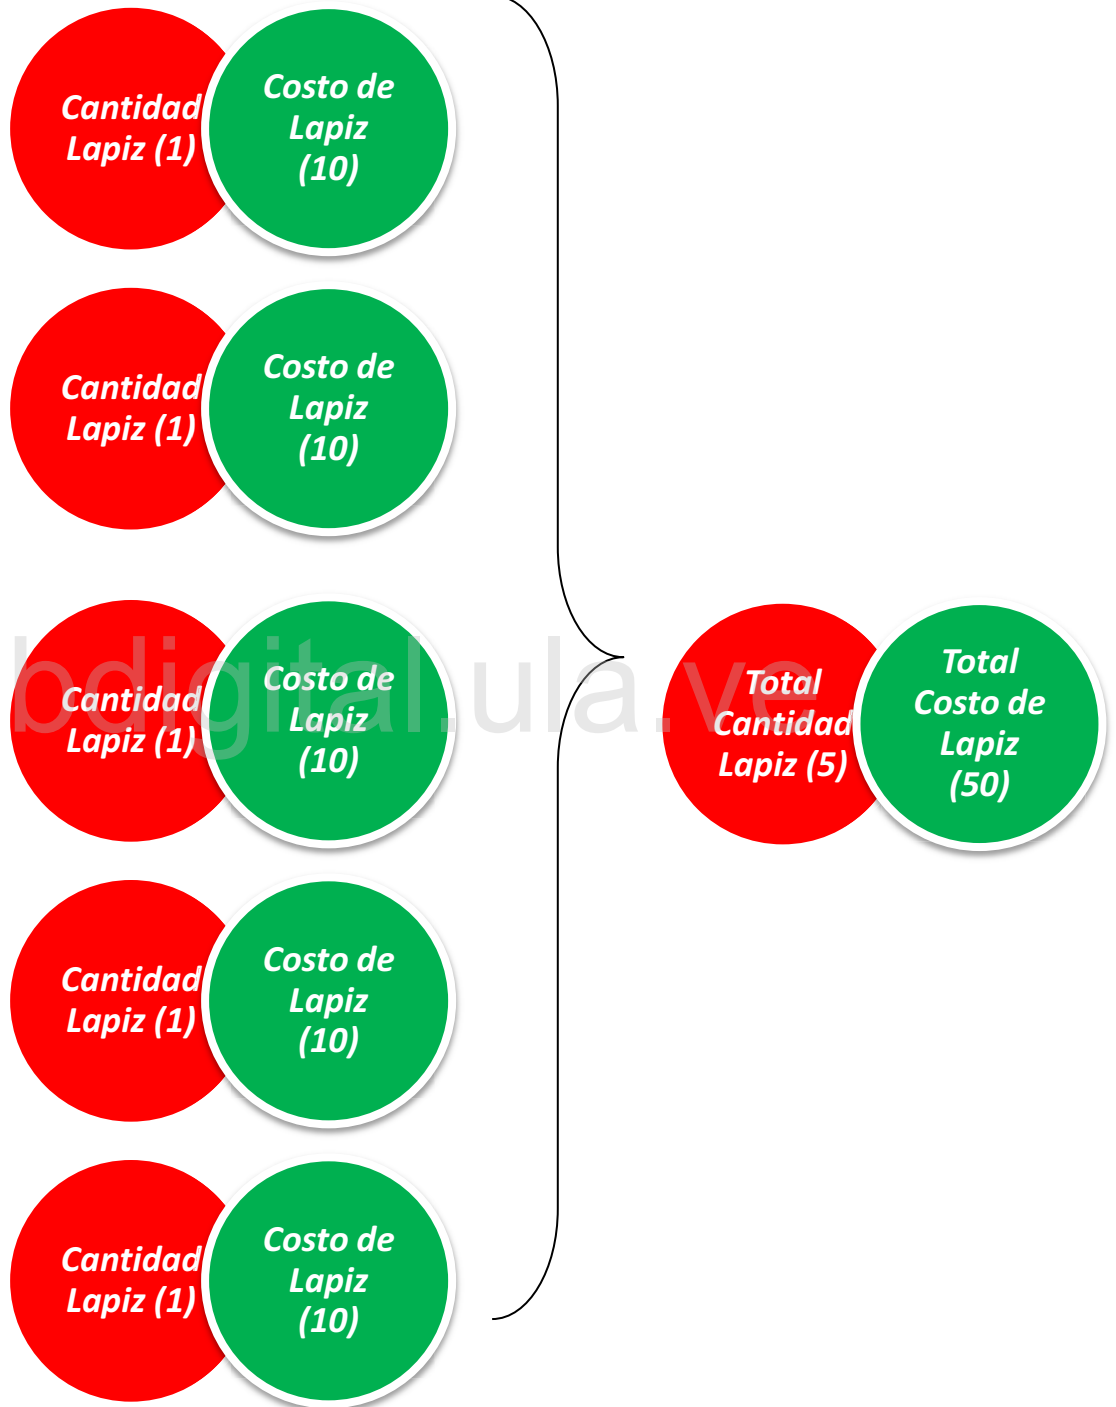 Cantidad
Lapiz (1)
Costo de
Lapiz
(10)
Cantidad
Lapiz (1)
Costo de
Lapiz
(10)
Cantidad
Lapiz (1)
Costo de
Lapiz
(10)
Cantidad
Lapiz (1)
Costo de
Lapiz
(10)
Cantidad
Lapiz (1)
Costo de
Lapiz
(10)
Total
Cantidad
Lapiz (5)
Total
Costo de
Lapiz
(50)
bdigital.ula.ve